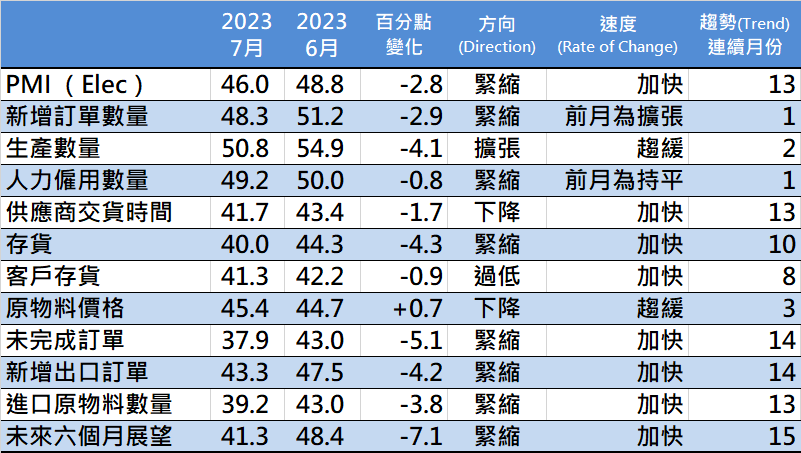 2023 7月 2023 6月 百分點變化 方向(Direction) 速度(Rate of Change) 趨勢(Trend)連續月份
PMI（Elec） 46.0 48.8 -2.8 緊縮 加快 13
新增訂單數量 48.3 51.2 -2.9 緊縮 前月為擴張 1
生產數量 50.8 54.9 -4.1 擴張 趨緩 2
人力僱用數量 49.2 50.0 -0.8 緊縮 前月為持平 1
供應商交貨時間 41.7 43.4 -1.7 下降 加快 13
存貨 40.0 44.3 -4.3 緊縮 加快 10
客戶存貨 41.3 42.2 -0.9 過低 加快 8
原物料價格 45.4 44.7 +0.7 下降 趨緩 3
未完成訂單 37.9 43.0 -5.1 緊縮 加快 14
新增出口訂單 43.3 47.5 -4.2 緊縮 加快 14
進口原物料數量 39.2 43.0 -3.8 緊縮 加快 13
未來六個月展望 41.3 48.4 -7.1 緊縮 加快 15